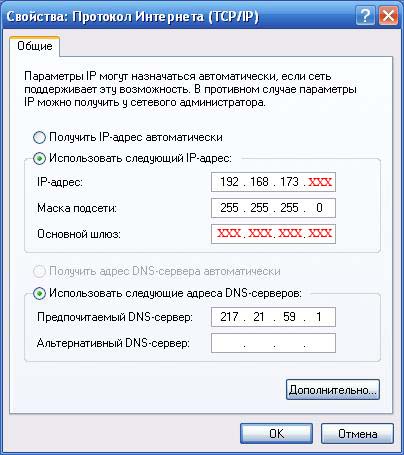 Свойства: Протокол Интернета (TCP/IP)
Общие
Параметры IP могут назначаться автоматически, если сеть
поддерживает эту возможность. В противном случае параметры
IP можно получить у сетевого администратора.
Получить IP-адрес автоматически
Использовать следующий IP-адрес:
IP-адрес: 192 . 168 . 173 . XXX
Маска подсети: 255 . 255 . 255 . 0
Основной шлюз: XXX . XXX . XXX . XXX
Получить адрес DNS-сервера автоматически
Использовать следующие адреса DNS-серверов:
Предпочитаемый DNS-сервер: 217 . 21 . 59 . 1
Альтернативный DNS-сервер: . . .
Дополнительно...
OK Отмена